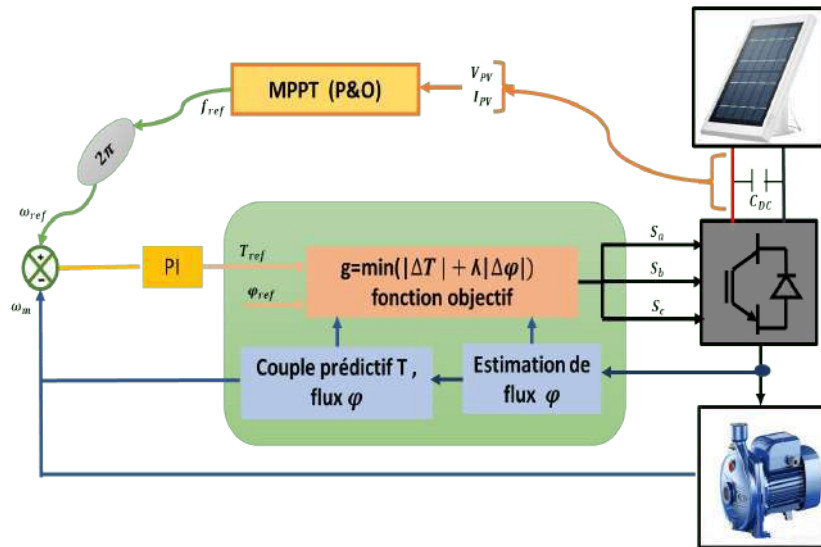 V_PV
I_PV
MPPT (P&O)
f_ref
2π
C_DC
ω_ref
+
-
PI
T_ref
φ_ref
g=min(|ΔT| + λ|Δφ|)
fonction objectif
S_a
S_b
S_c
ω_m
Couple prédictif T ,
flux φ
Estimation de
flux φ